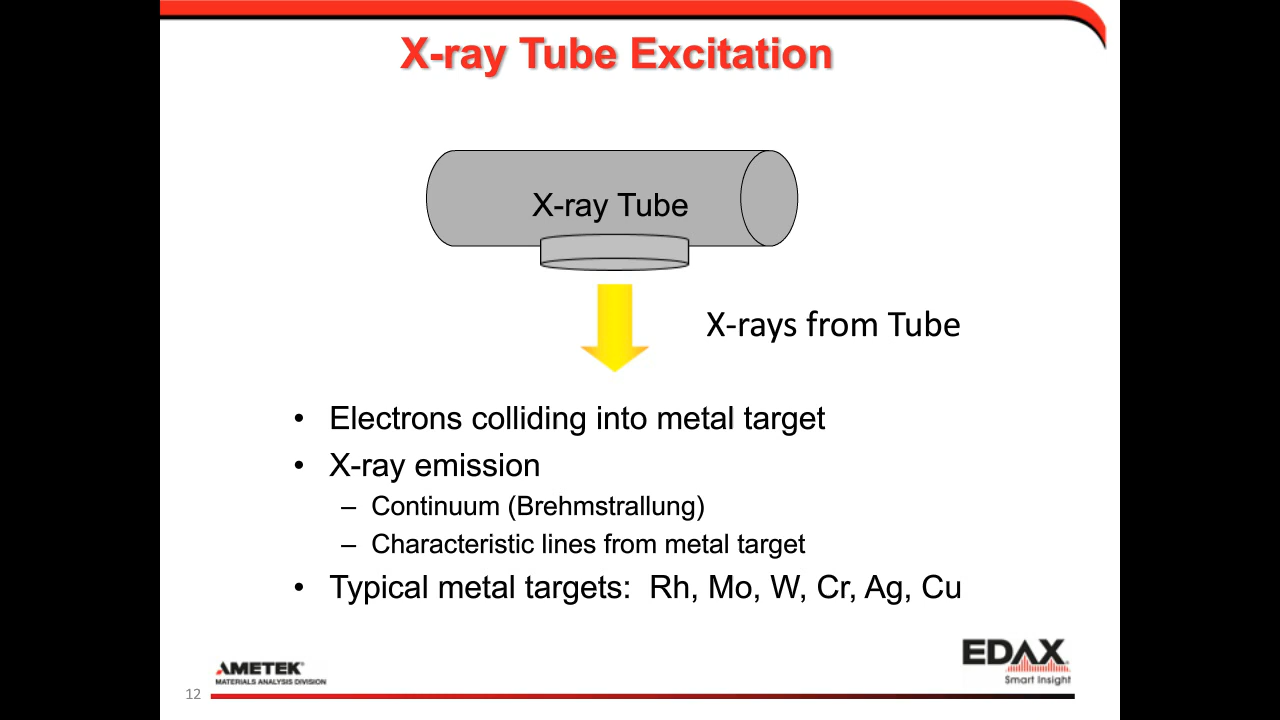 X-ray Tube Excitation
X-ray Tube
X-rays from Tube
• Electrons colliding into metal target
• X-ray emission
– Continuum (Brehmstrallung)
– Characteristic lines from metal target
• Typical metal targets:  Rh, Mo, W, Cr, Ag, Cu
AMETEK®
MATERIALS ANALYSIS DIVISION
EDAX
Smart Insight
12